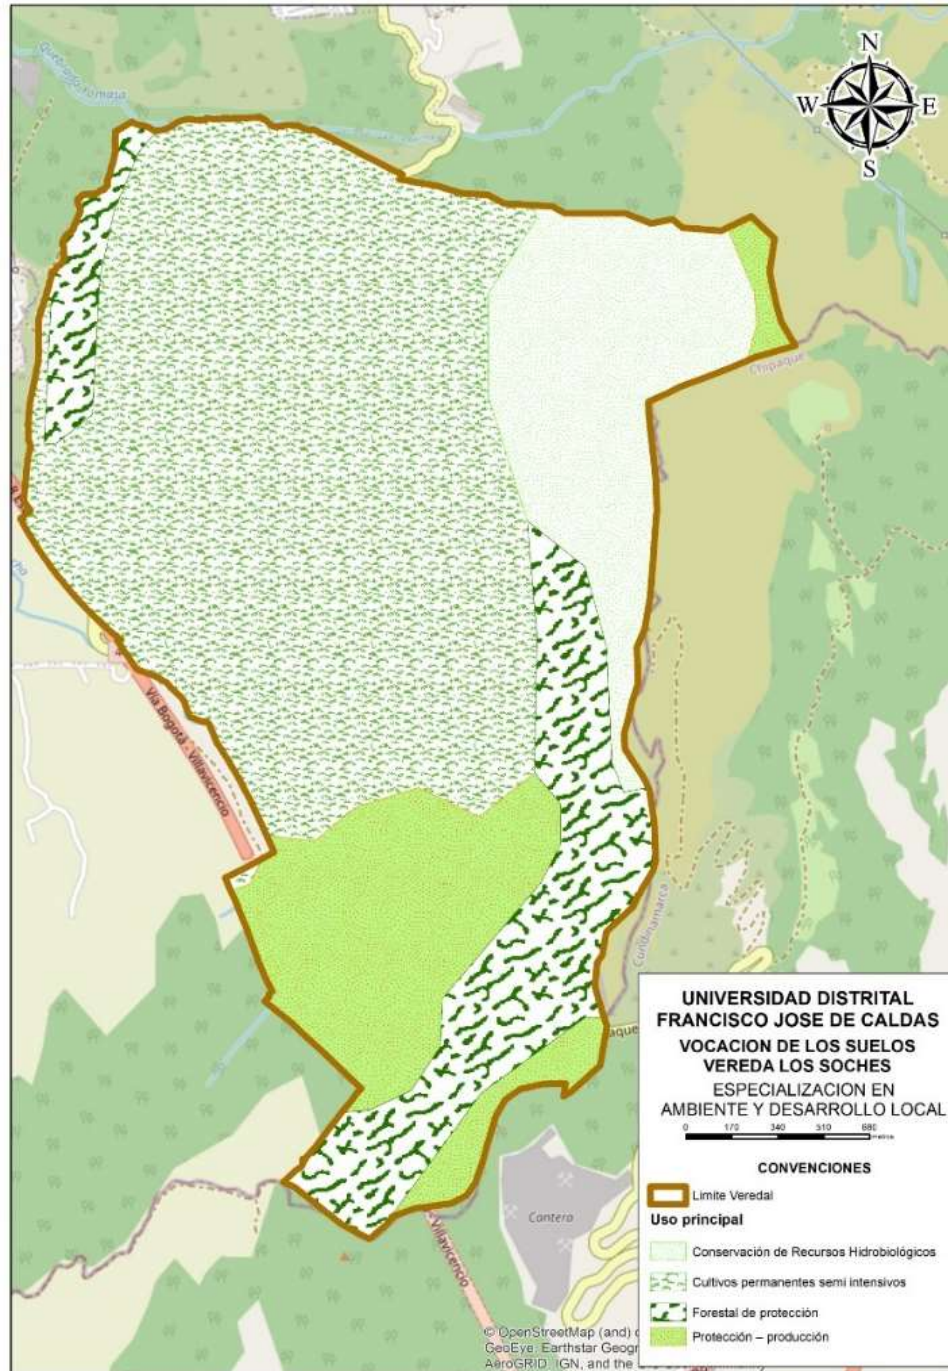 Quebrada Yomasa
N
W
E
S
Chipaque
Vía Bogotá - Villavicencio
Cundinamarca
aque
UNIVERSIDAD DISTRITAL
FRANCISCO JOSE DE CALDAS
VOCACION DE LOS SUELOS
VEREDA LOS SOCHES
ESPECIALIZACION EN
AMBIENTE Y DESARROLLO LOCAL
0 170 340 510 680
metros
CONVENCIONES
Limite Veredal
Uso principal
Conservación de Recursos Hidrobiológicos
Cultivos permanentes semi intensivos
Forestal de protección
Protección – producción
Cantera
Villavicencio
© OpenStreetMap (and)
GeoEye, Earthstar Geogr
AeroGRID, IGN, and the